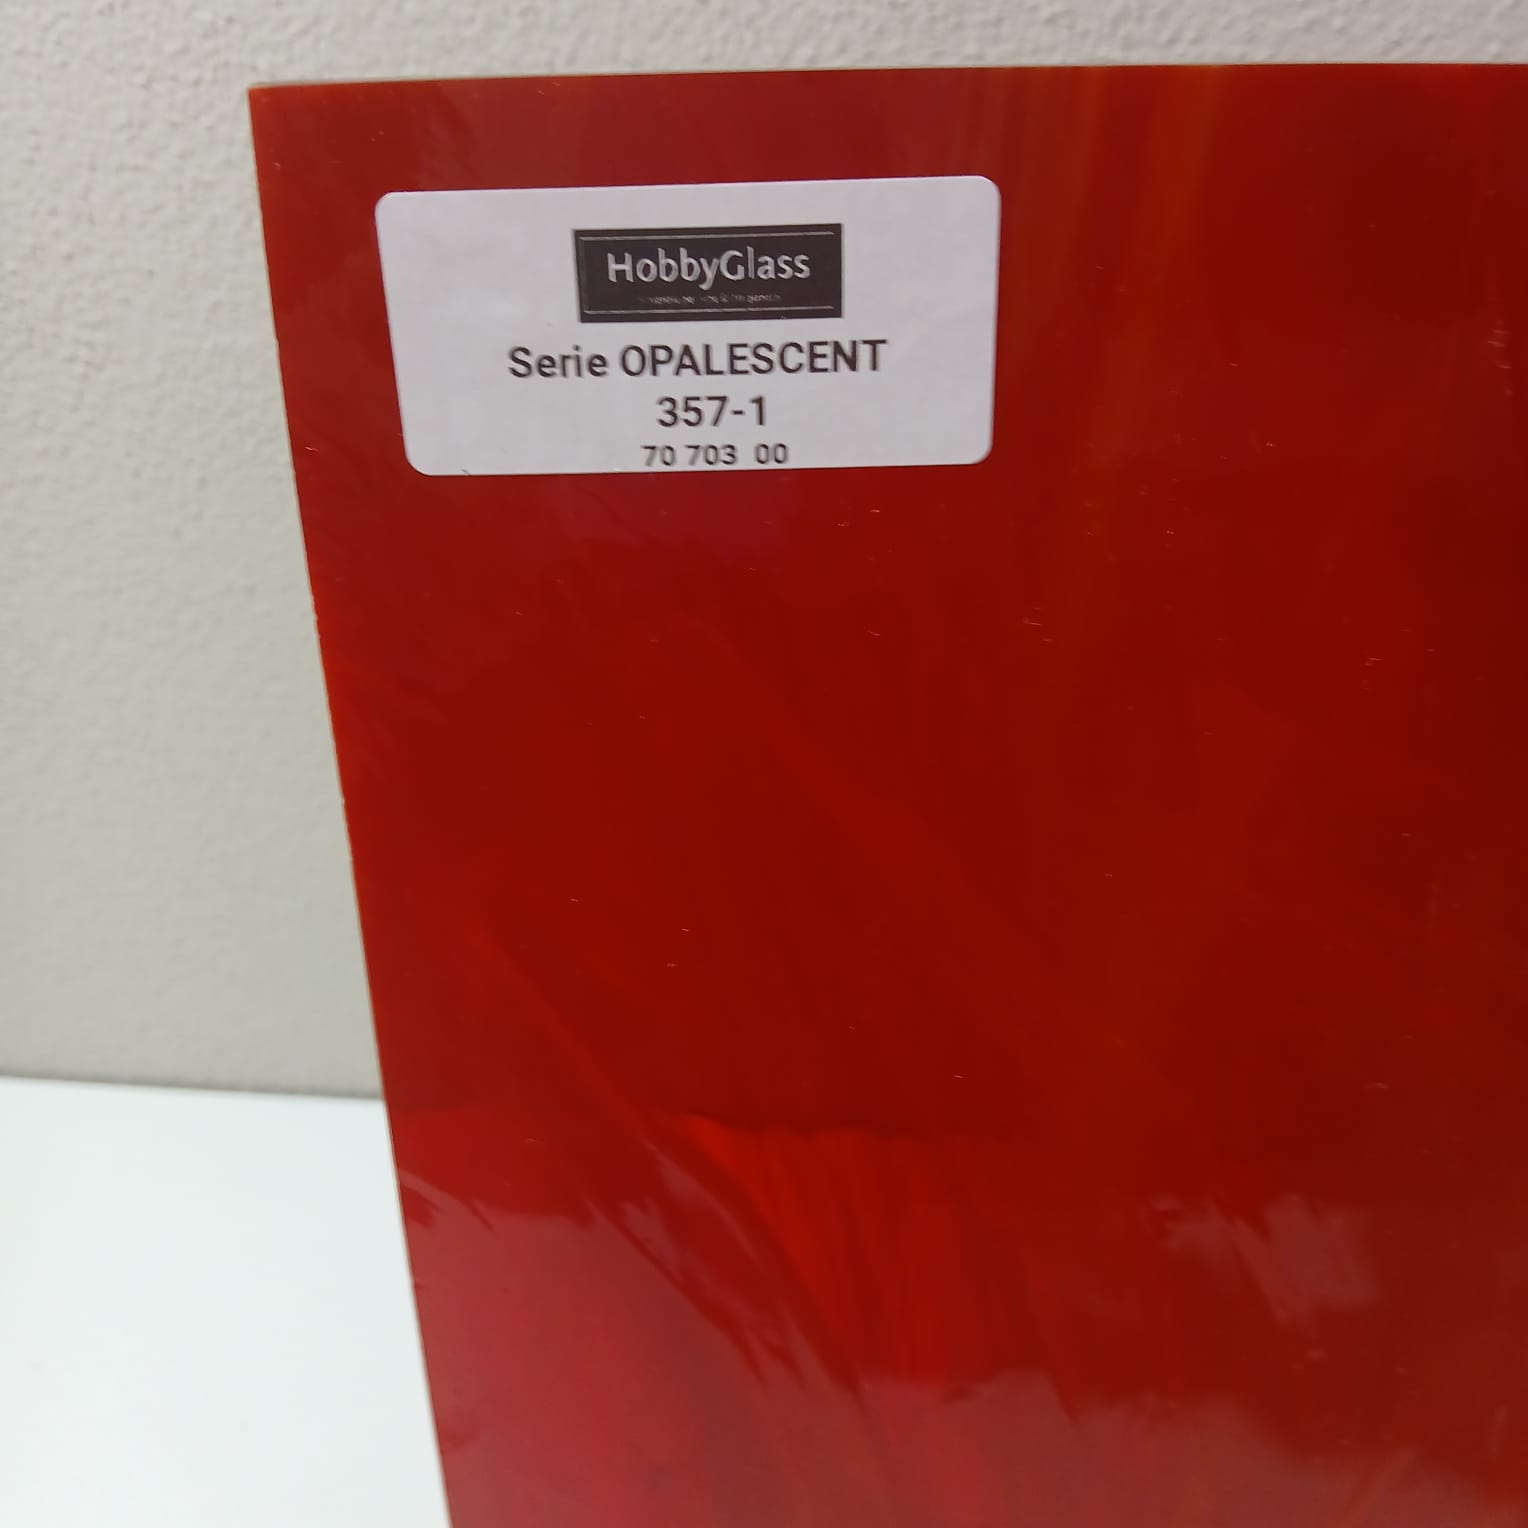 HobbyGlass
Serie OPALESCENT
357-1
70 703 00